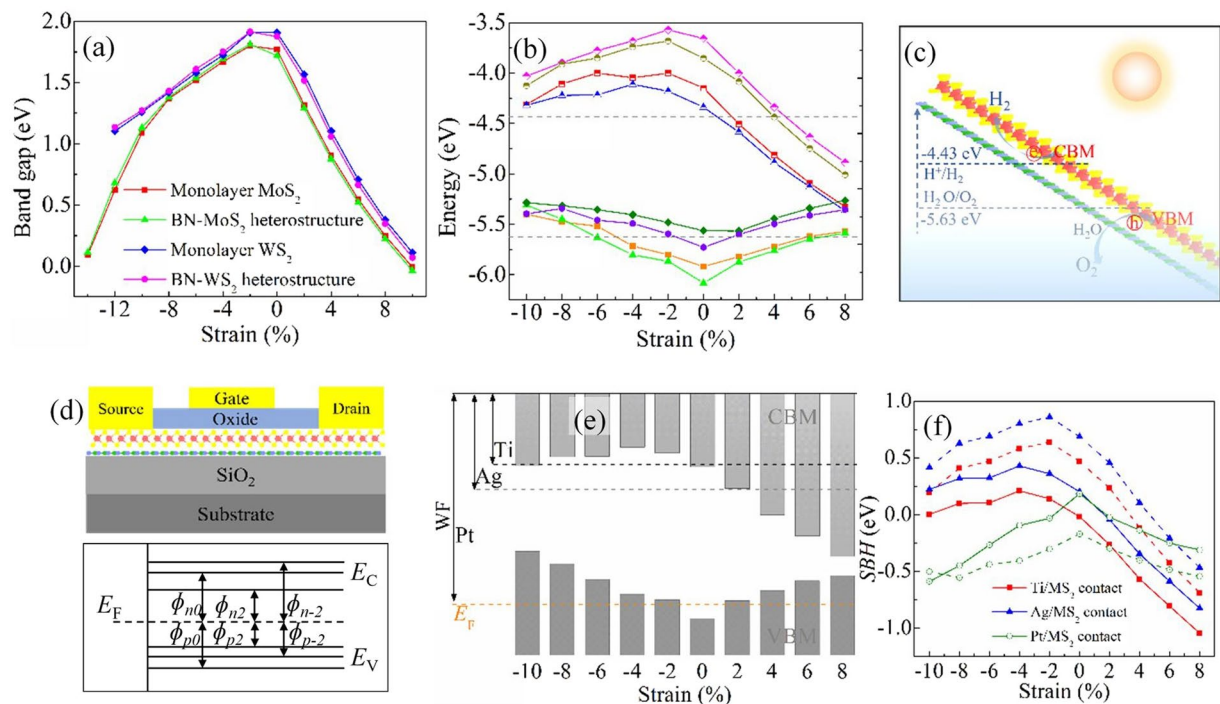 (a)
Band gap (eV)
2.0
1.5
1.0
0.5
0.0
Monolayer MoS₂
BN-MoS₂ heterostructure
Monolayer WS₂
BN-WS₂ heterostructure
-12 -8 -4 0 4 8
Strain (%)
(b)
Energy (eV)
-3.5
-4.0
-4.5
-5.0
-5.5
-6.0
-10 -8 -6 -4 -2 0 2 4 6 8
Strain (%)
(c)
H₂
e CBM
-4.43 eV
H⁺/H₂
H₂O/O₂
-5.63 eV
VBM
h
H₂O
O₂
(d)
Source Gate Drain
Oxide
SiO₂
Substrate
E_F
E_C
ϕₙ₀ ϕₙ₂ ϕₙ₋₂
ϕₚ₀ ϕₚ₂ ϕₚ₋₂
E_V
(e)
CBM
Ti
Ag
WF
Pt
E_F
VBM
-10 -8 -6 -4 -2 0 2 4 6 8
Strain (%)
(f)
SBH (eV)
1.0
0.5
0.0
-0.5
-1.0
Ti/MS₂ contact
Ag/MS₂ contact
Pt/MS₂ contact
-10 -8 -6 -4 -2 0 2 4 6 8
Strain (%)